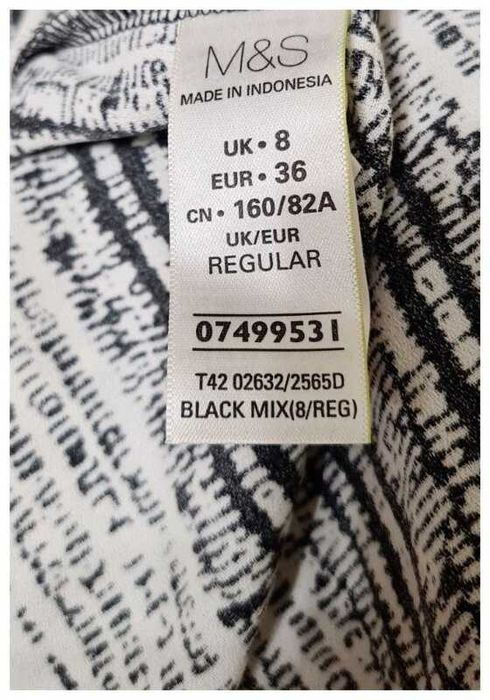 M&S
MADE IN INDONESIA
UK • 8
EUR • 36
CN • 160/82A
UK/EUR
REGULAR
07499531
T42 02632/2565D
BLACK MIX(8/REG)